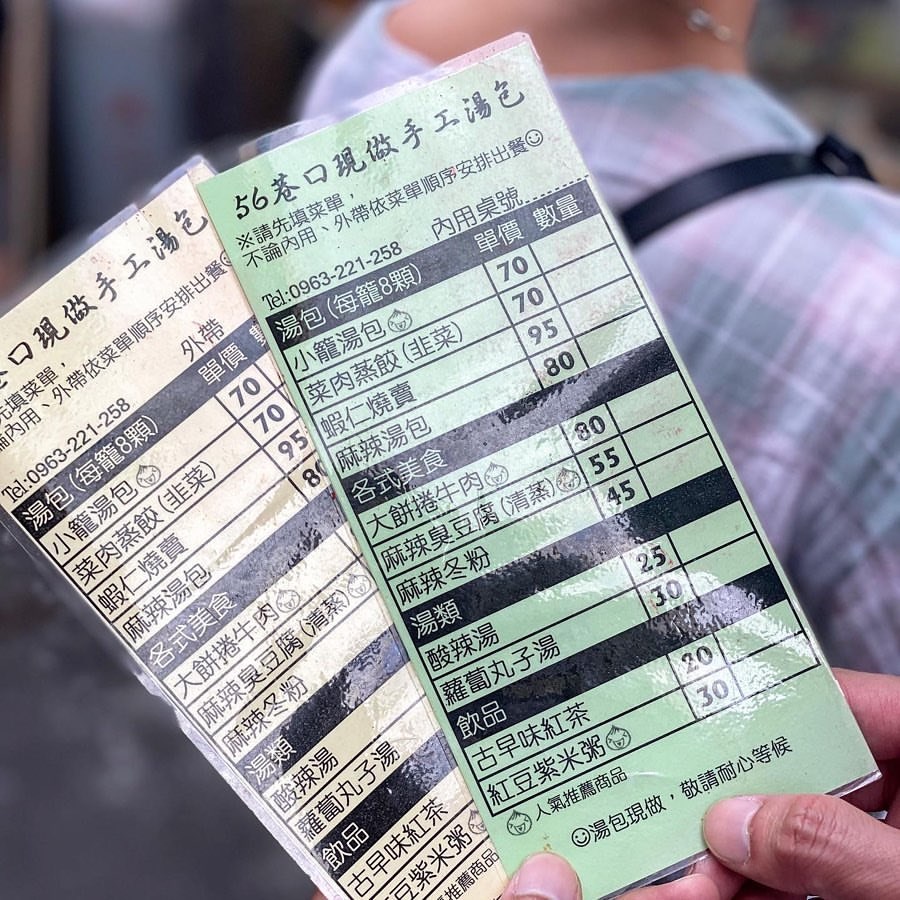 56巷口現做手工湯包
※請先填菜單，
不論內用、外帶依菜單順序安排出餐
Tel:0963-221-258 內用桌號
湯包(每籠8顆) 單價 數量
小籠湯包 70
菜肉蒸餃(韭菜) 70
蝦仁燒賣 95
麻辣湯包 80
各式美食
大餅捲牛肉 80
麻辣臭豆腐(清蒸) 55
麻辣冬粉 45
湯類
酸辣湯 25
蘿蔔丸子湯 30
飲品
古早味紅茶 20
紅豆紫米粥 30
人氣推薦商品
湯包現做，敬請耐心等候
巷口現做手工湯包
先填菜單，
論內用、外帶依菜單順序安排出餐
Tel:0963-221-258 外帶
湯包(每籠8顆) 單價
小籠湯包 70
菜肉蒸餃(韭菜) 70
蝦仁燒賣 95
麻辣湯包 80
各式美食
大餅捲牛肉
麻辣臭豆腐(清蒸)
麻辣冬粉
湯類
酸辣湯
蘿蔔丸子湯
飲品
古早味紅茶
紅豆紫米粥
推薦商品